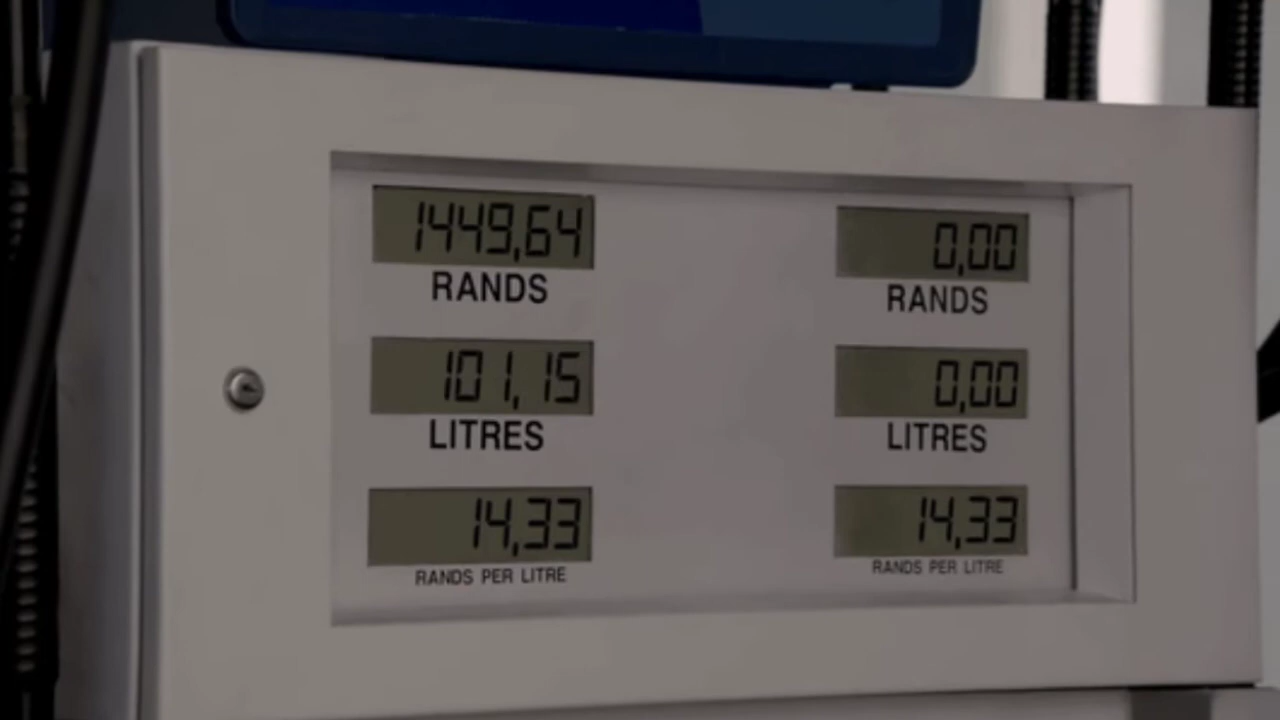 1449,64
RANDS
101,15
LITRES
14,33
RANDS PER LITRE
0,00
RANDS
0,00
LITRES
14,33
RANDS PER LITRE